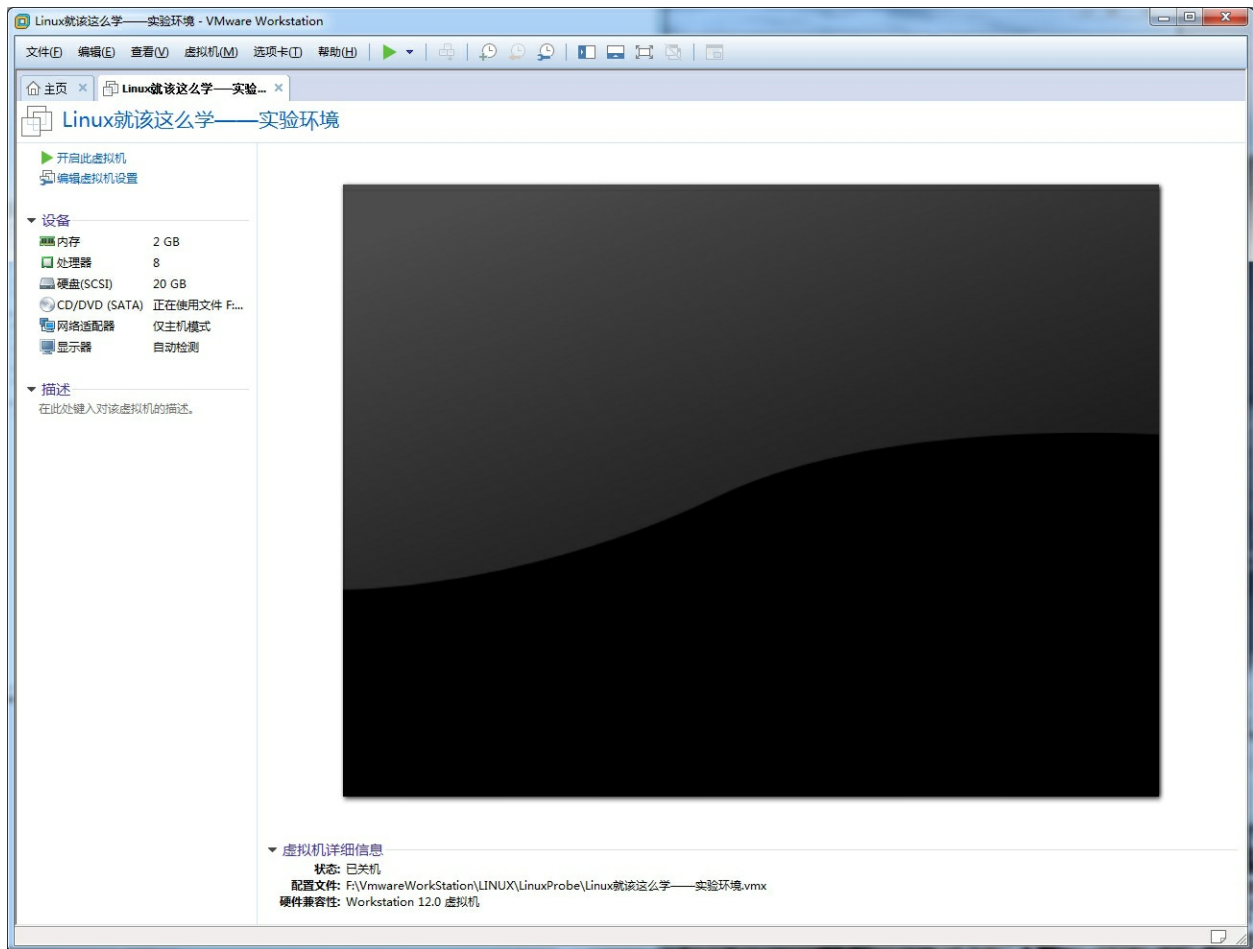 Linux就该这么学——实验环境 - VMware Workstation
文件(F) 编辑(E) 查看(V) 虚拟机(M) 选项卡(T) 帮助(H)
主页 Linux就该这么学——实验...
Linux就该这么学——实验环境
开启此虚拟机
编辑虚拟机设置
设备
内存 2 GB
处理器 8
硬盘(SCSI) 20 GB
CD/DVD (SATA) 正在使用文件 F:...
网络适配器 仅主机模式
显示器 自动检测
描述
在此处键入对该虚拟机的描述。
虚拟机详细信息
状态: 已关机
配置文件: F:\VmwareWorkStation\LINUX\LinuxProbe\Linux就该这么学——实验环境.vmx
硬件兼容性: Workstation 12.0 虚拟机